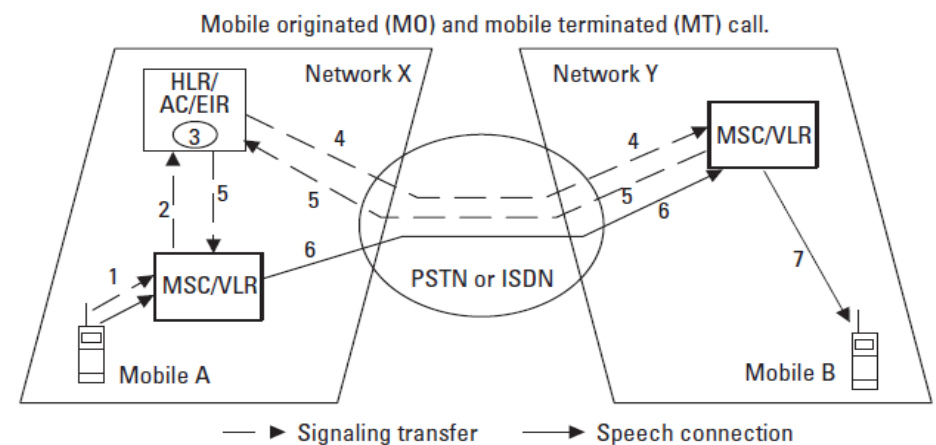 Mobile originated (MO) and mobile terminated (MT) call.
Network X
Network Y
HLR/
AC/EIR
3
4
4
MSC/VLR
5
5
2
5
6
6
1
MSC/VLR
7
PSTN or ISDN
Mobile A
Mobile B
Signaling transfer
Speech connection